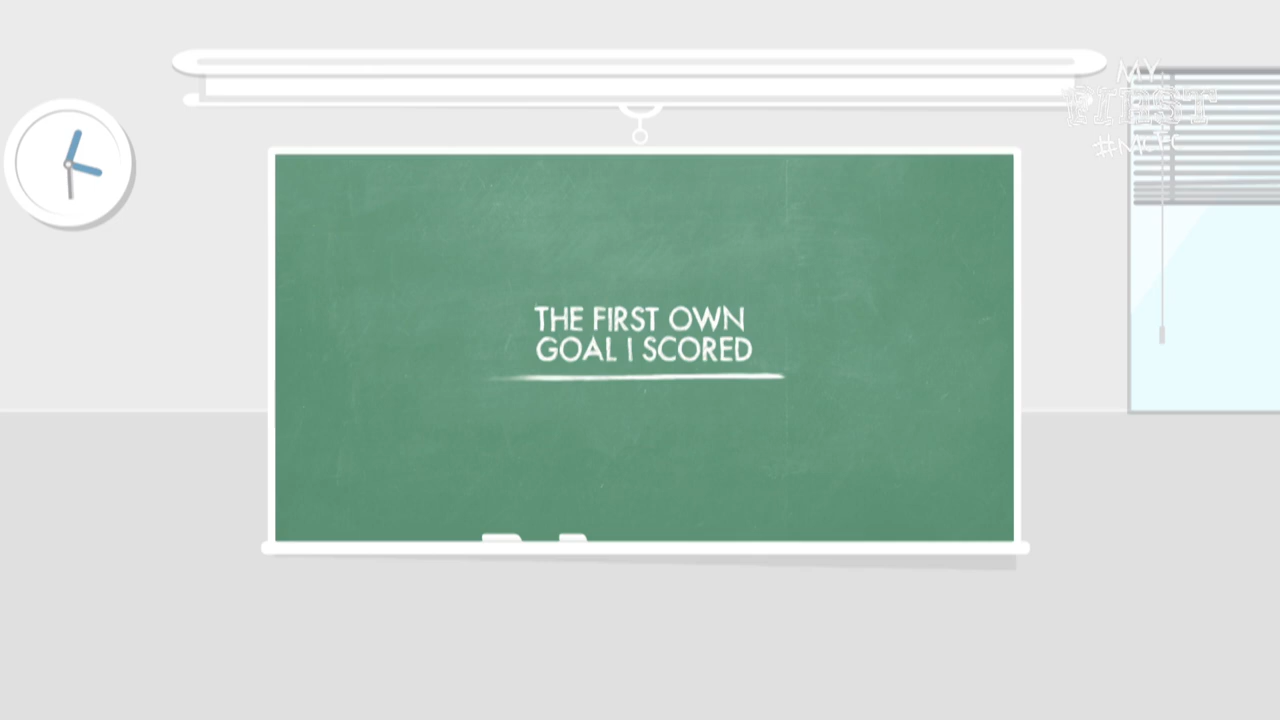 THE FIRST OWN
GOAL I SCORED
MY
FIRST
#MCFC